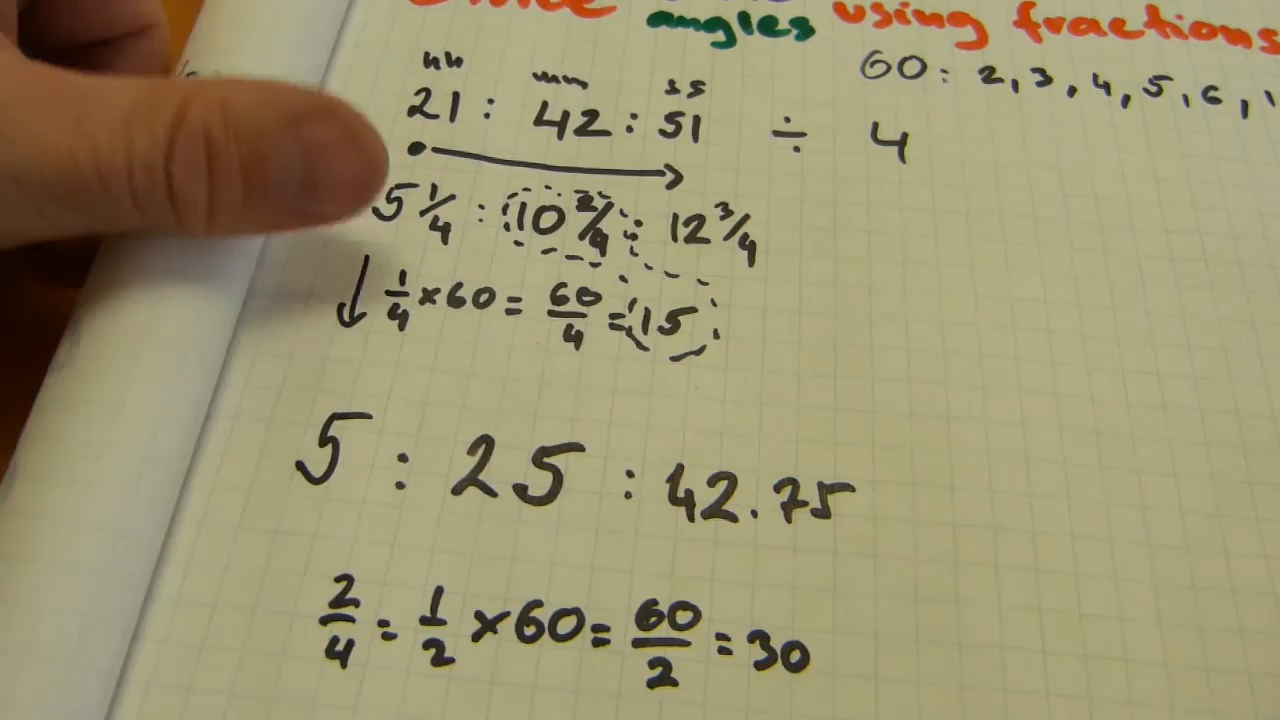 angles using fractions
60: 2, 3, 4, 5, 6, 1
hh mm ss
21 : 42 : 51 ÷ 4
5 1/4 : 10 2/4 : 12 3/4
1/4 × 60 = 60/4 = 15
5 : 25 : 42.75
2/4 = 1/2 × 60 = 60/2 = 30